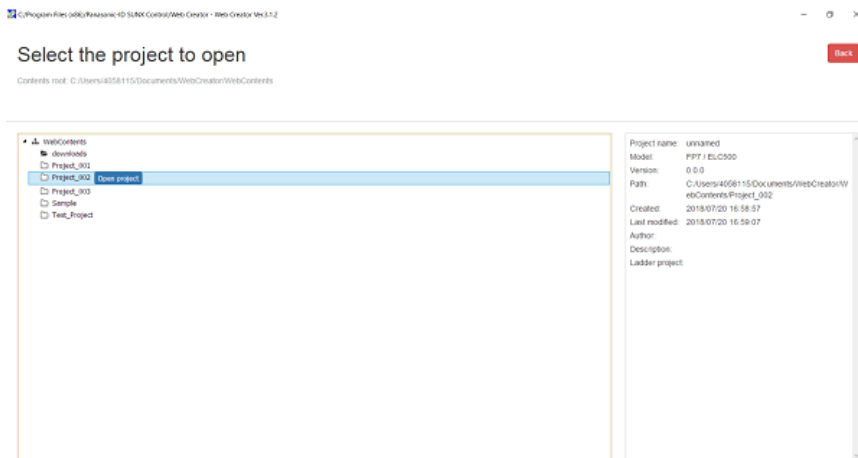 C:/Program Files (x86)/Panasonic-ID SUNX Control/Web Creator - Web Creator Ver.3.1.2
Select the project to open
Back
Contents root: C:/Users/4058115/Documents/WebCreator/WebContents
WebContents
downloads
Project_001
Project_002 Open project
Project_003
Sample
Test_Project
Project name: unnamed
Model: FP7 / ELC500
Version: 0.0.0
Path: C:/Users/4058115/Documents/WebCreator/W
ebContents/Project_002
Created: 2018/07/20 16:58:57
Last modified: 2018/07/20 16:59:07
Author:
Description:
Ladder project: